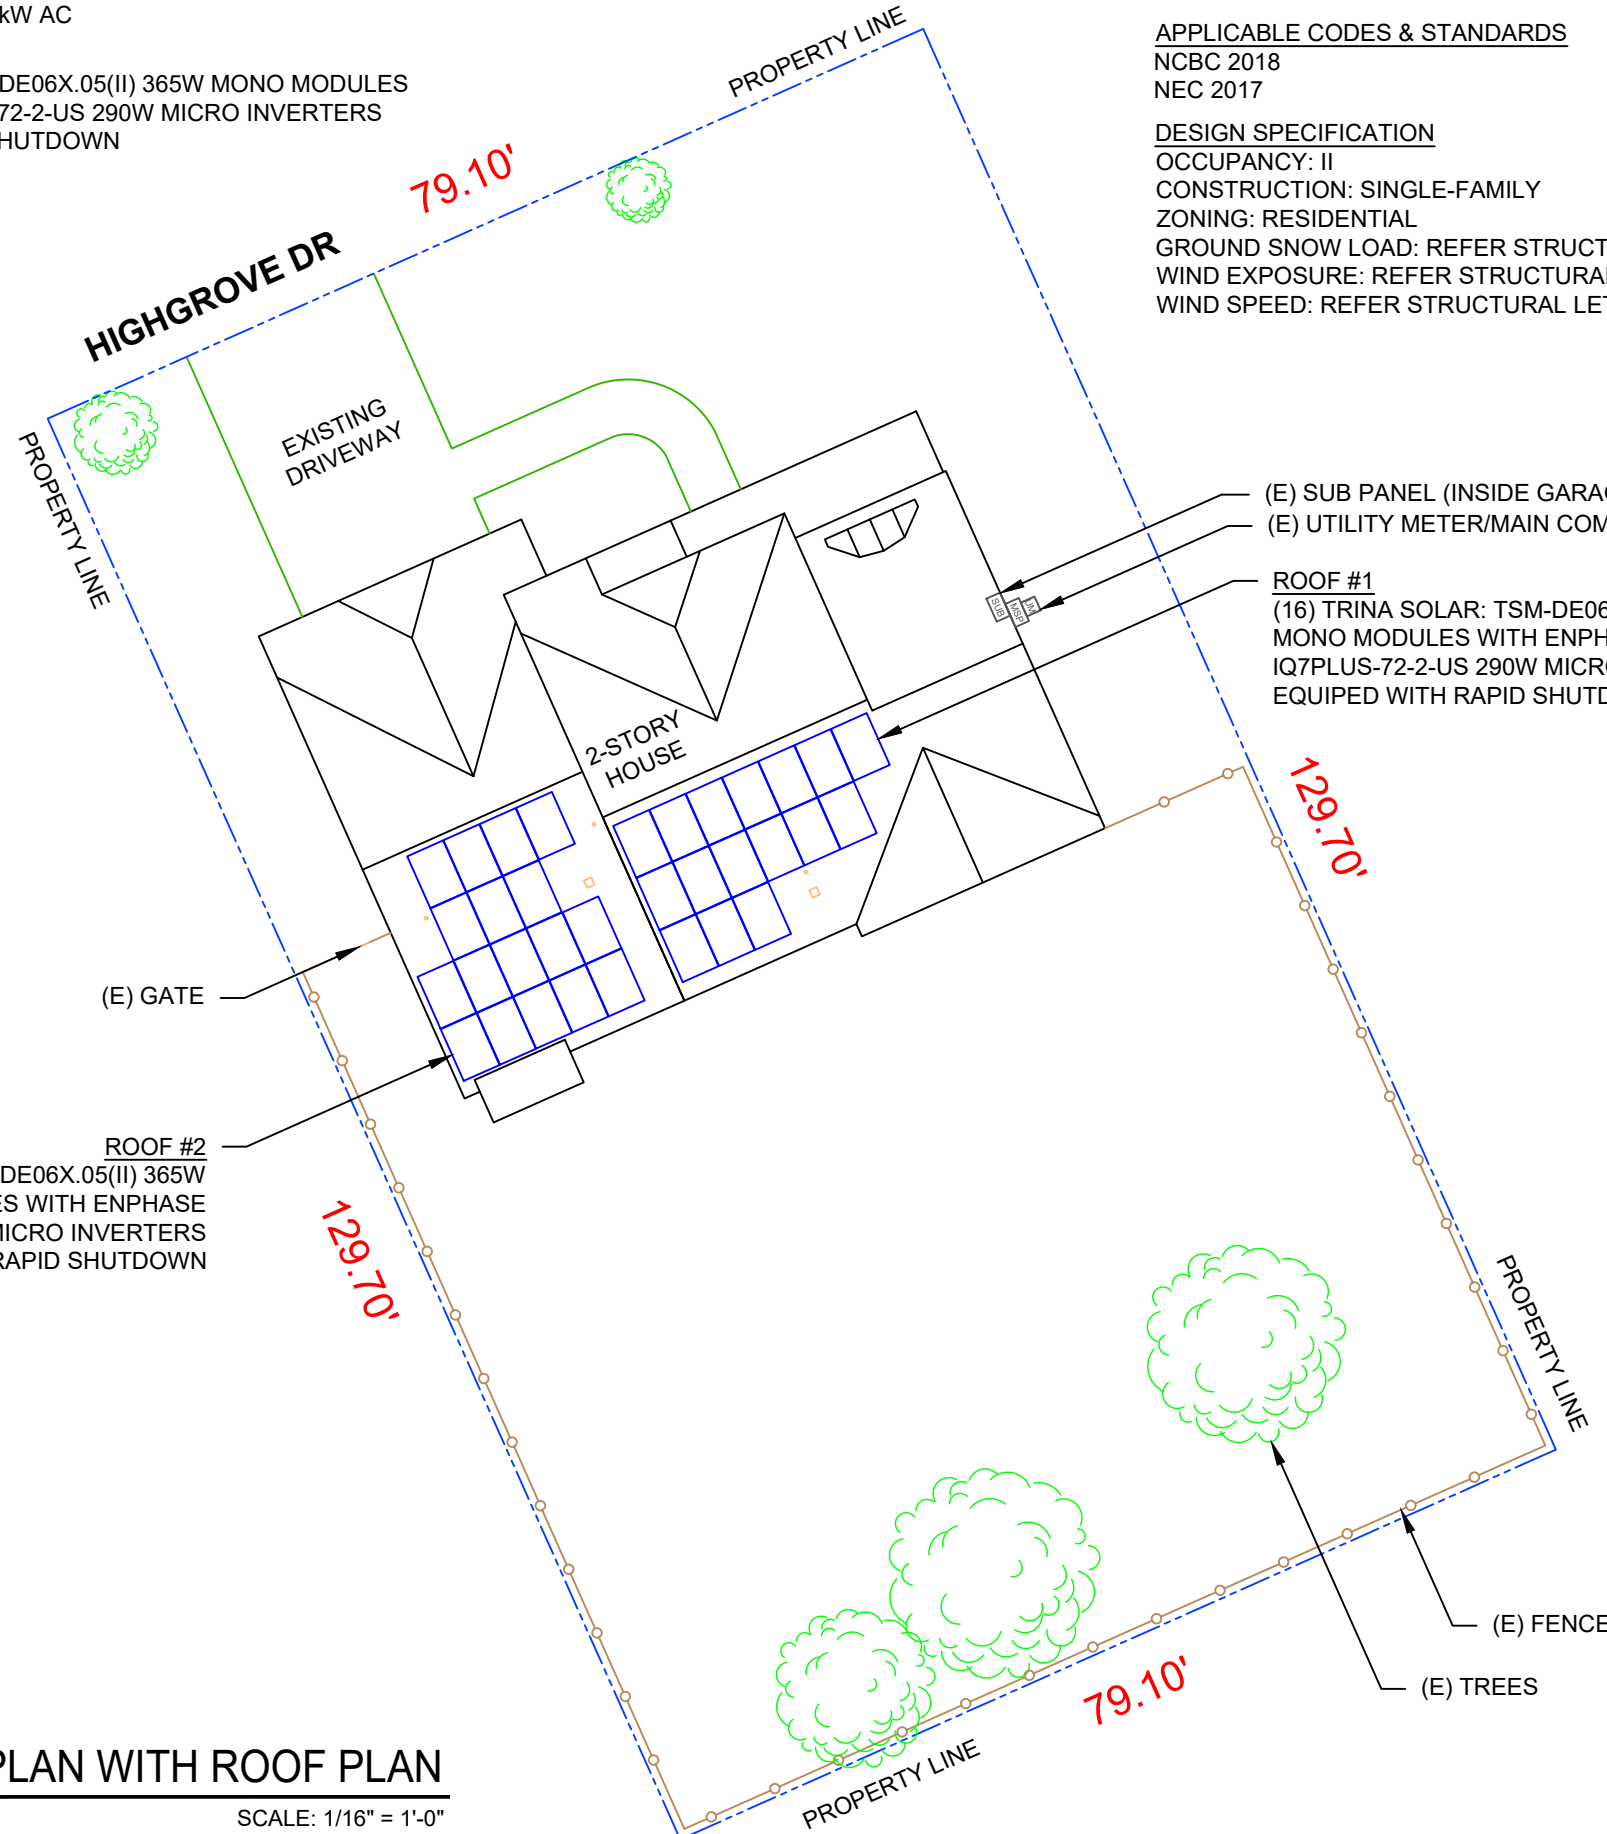 kW AC
DE06X.05(II) 365W MONO MODULES
72-2-US 290W MICRO INVERTERS
HUTDOWN
APPLICABLE CODES & STANDARDS
NCBC 2018
NEC 2017
DESIGN SPECIFICATION
OCCUPANCY: II
CONSTRUCTION: SINGLE-FAMILY
ZONING: RESIDENTIAL
GROUND SNOW LOAD: REFER STRUCT
WIND EXPOSURE: REFER STRUCTURAL
WIND SPEED: REFER STRUCTURAL LET
PROPERTY LINE
79.10'
HIGHGROVE DR
EXISTING
DRIVEWAY
PROPERTY LINE
(E) SUB PANEL (INSIDE GARAG
(E) UTILITY METER/MAIN COM
SUB
MSP
UM
ROOF #1
(16) TRINA SOLAR: TSM-DE06
MONO MODULES WITH ENPH
IQ7PLUS-72-2-US 290W MICRO
EQUIPED WITH RAPID SHUTD
2-STORY
HOUSE
129.70'
(E) GATE
ROOF #2
DE06X.05(II) 365W
ES WITH ENPHASE
MICRO INVERTERS
RAPID SHUTDOWN
129.70'
PROPERTY LINE
(E) FENCE
(E) TREES
79.10'
PROPERTY LINE
PLAN WITH ROOF PLAN
SCALE: 1/16" = 1'-0"